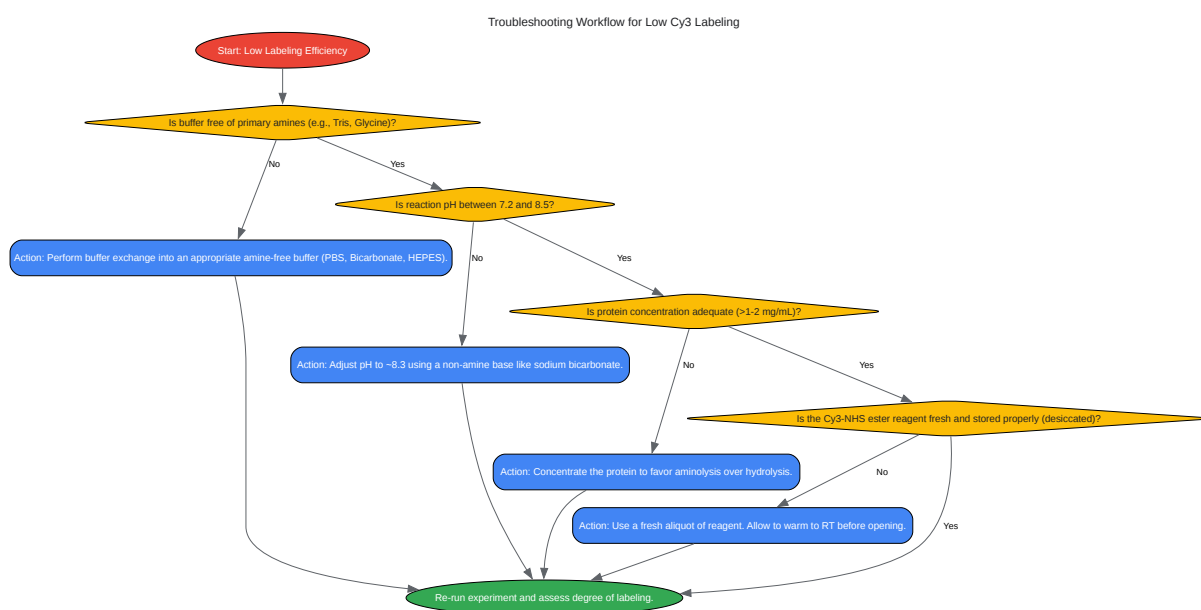 Troubleshooting Workflow for Low Cy3 Labeling
Start: Low Labeling Efficiency
Is buffer free of primary amines (e.g., Tris, Glycine)?
No
Yes
Is reaction pH between 7.2 and 8.5?
Action: Perform buffer exchange into an appropriate amine-free buffer (PBS, Bicarbonate, HEPES).
No
Yes
Is protein concentration adequate (>1-2 mg/mL)?
Action: Adjust pH to ~8.3 using a non-amine base like sodium bicarbonate.
No
Yes
Is the Cy3-NHS ester reagent fresh and stored properly (desiccated)?
Action: Concentrate the protein to favor aminolysis over hydrolysis.
No
Action: Use a fresh aliquot of reagent. Allow to warm to RT before opening.
Yes
Re-run experiment and assess degree of labeling.